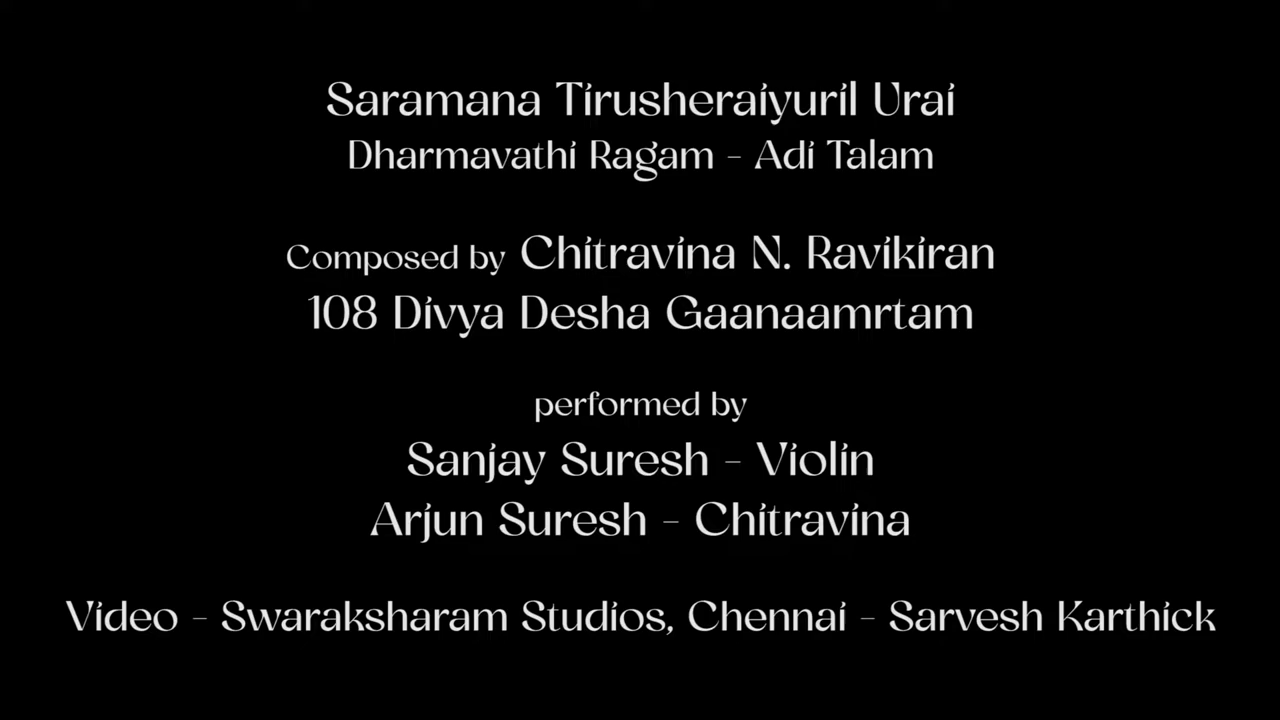 Saramana Tirusheraiyuril Urai
Dharmavathi Ragam - Adi Talam
Composed by Chitravina N. Ravikiran
108 Divya Desha Gaanaamrtam
performed by
Sanjay Suresh - Violin
Arjun Suresh - Chitravina
Video - Swaraksharam Studios, Chennai - Sarvesh Karthick